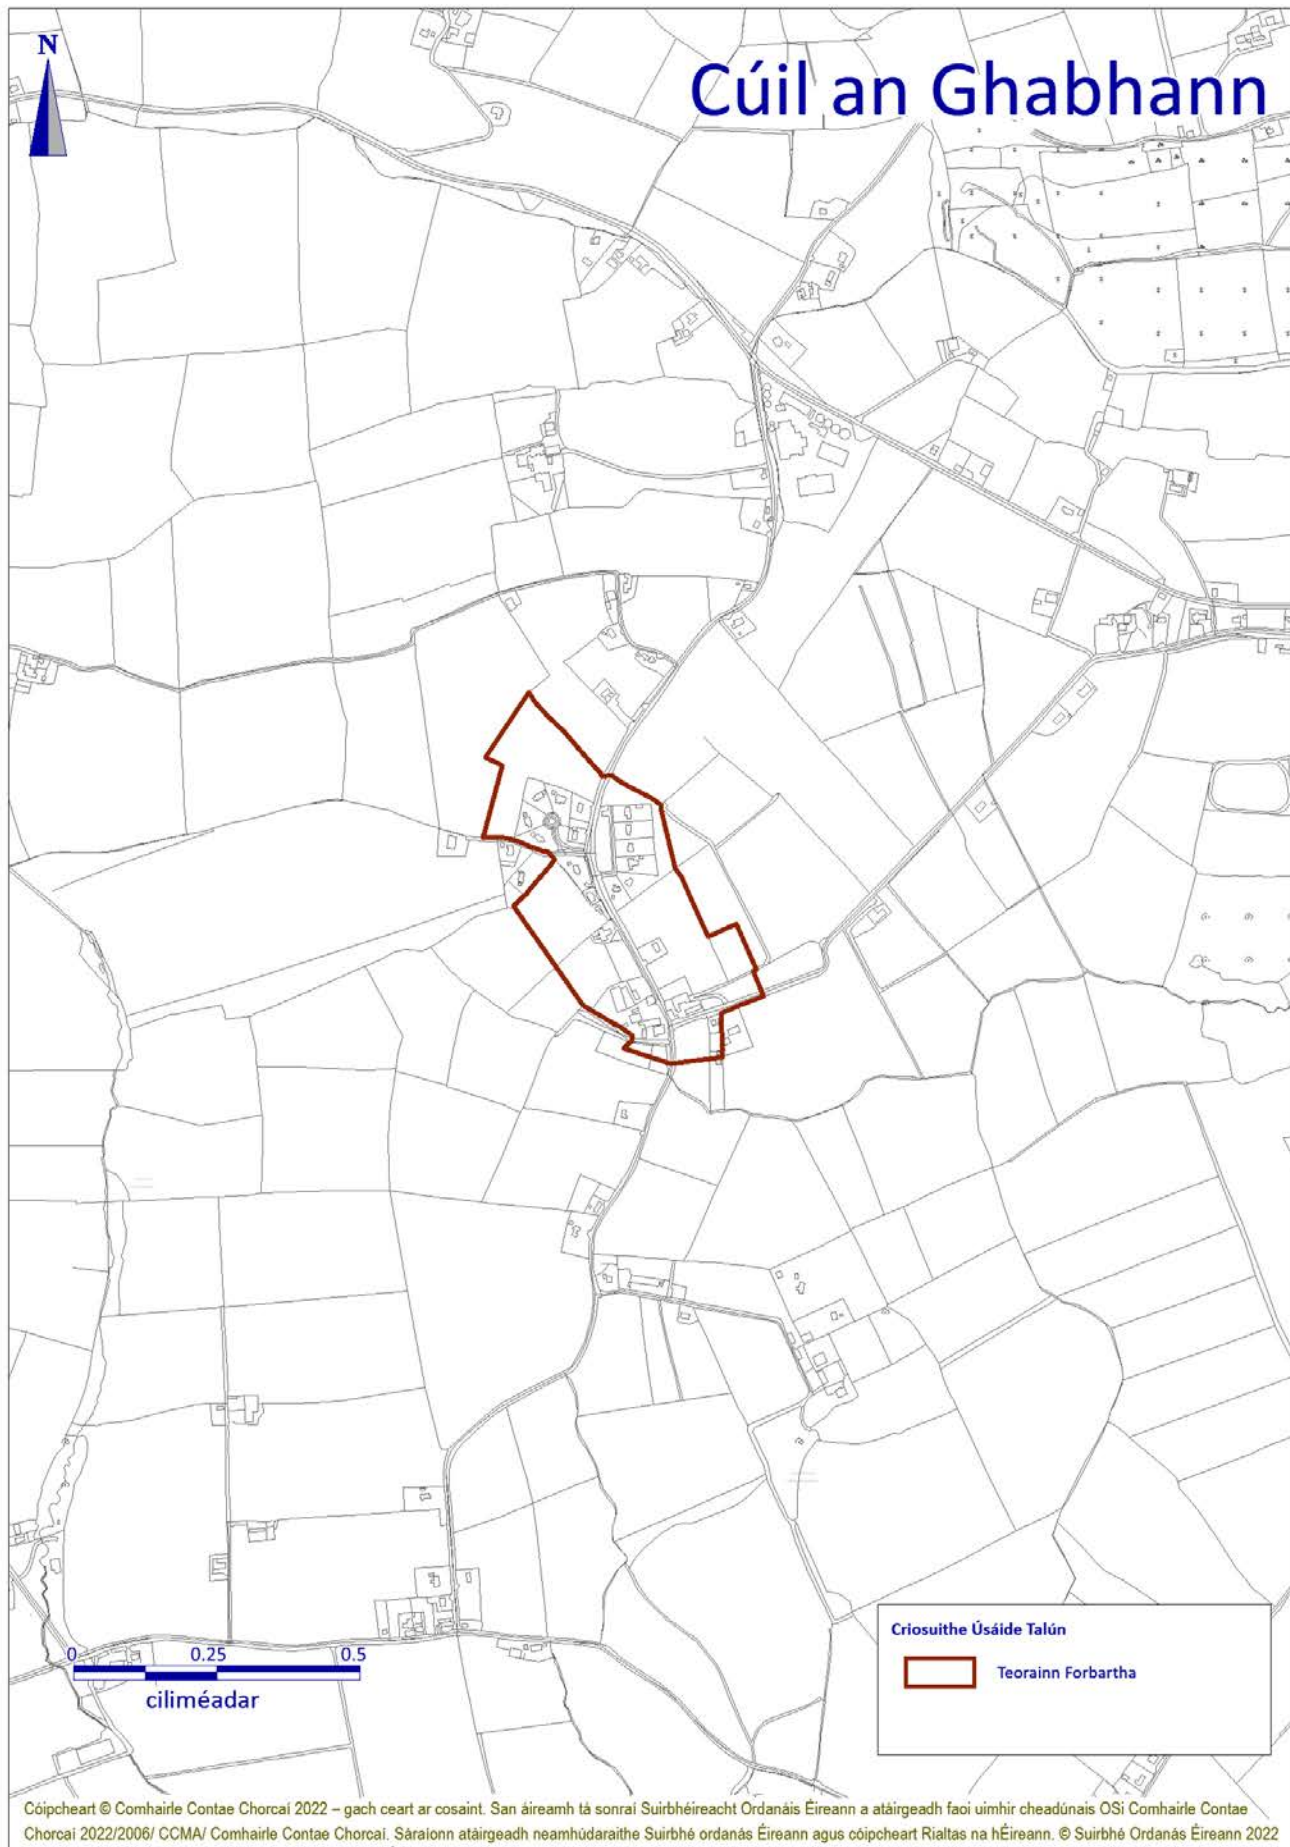 N
Cúil an Ghabhann
Criosuithe Úsáide Talún
Teorainn Forbartha
0 0.25 0.5
ciliméadar
Cóipcheart © Comhairle Contae Chorcaí 2022 – gach ceart ar cosaint. San áireamh tá sonraí Suirbhéireacht Ordanáis Éireann a atáirgeadh faoi uimhir cheadúnais OSi Comhairle Contae
Chorcaí 2022/2006/ CCMA/ Comhairle Contae Chorcaí. Sáraíonn atáirgeadh neamhúdaraithe Suirbhé ordanás Éireann agus cóipcheart Rialtas na hÉireann. © Suirbhé Ordanás Éireann 2022